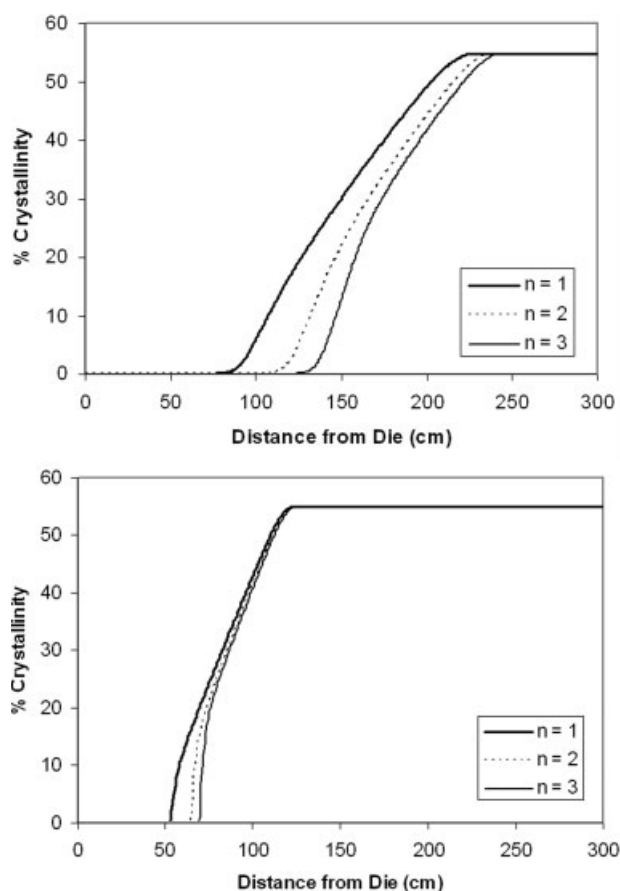 60
50
40
30
20
10
0
% Crystallinity
n = 1
n = 2
n = 3
0 50 100 150 200 250 300
Distance from Die (cm)
60
50
40
30
20
10
0
% Crystallinity
n = 1
n = 2
n = 3
0 50 100 150 200 250 300
Distance from Die (cm)